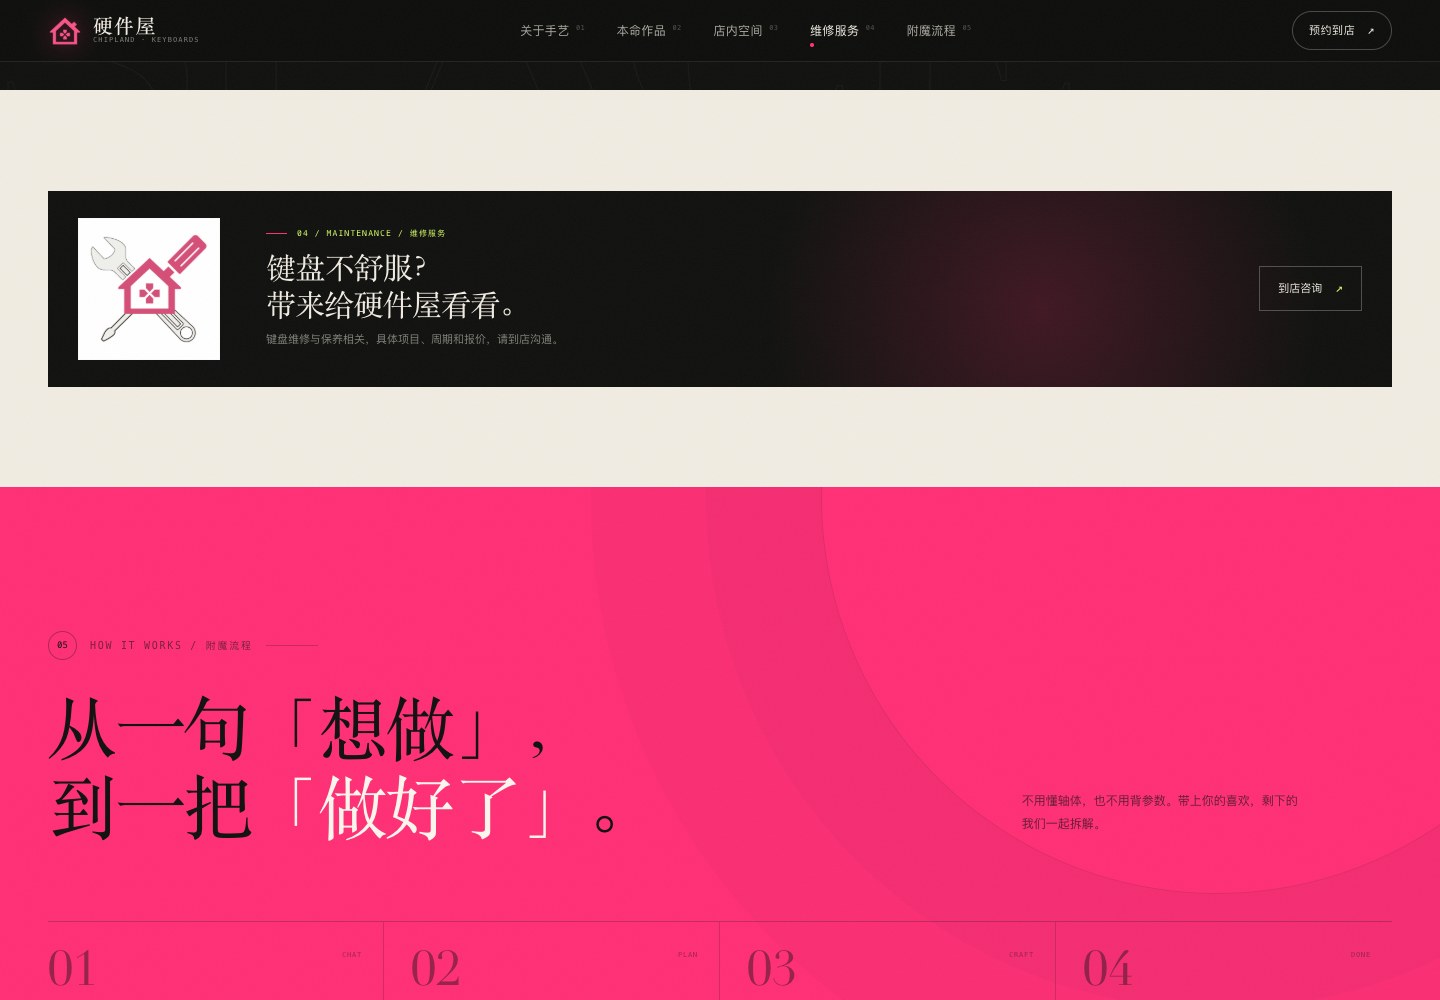 硬件屋
CHIPLAND · KEYBOARDS
关于手艺 01
本命作品 02
店内空间 03
维修服务 04
附魔流程 05
预约到店 ↗
04 / MAINTENANCE / 维修服务
键盘不舒服?
带来给硬件屋看看。
键盘维修与保养相关，具体项目、周期和报价，请到店沟通。
到店咨询 ↗
05 HOW IT WORKS / 附魔流程
从一句「想做」，
到一把「做好了」。
不用懂轴体，也不用背参数。带上你的喜欢，剩下的
我们一起拆解。
01 CHAT
02 PLAN
03 CRAFT
04 DONE